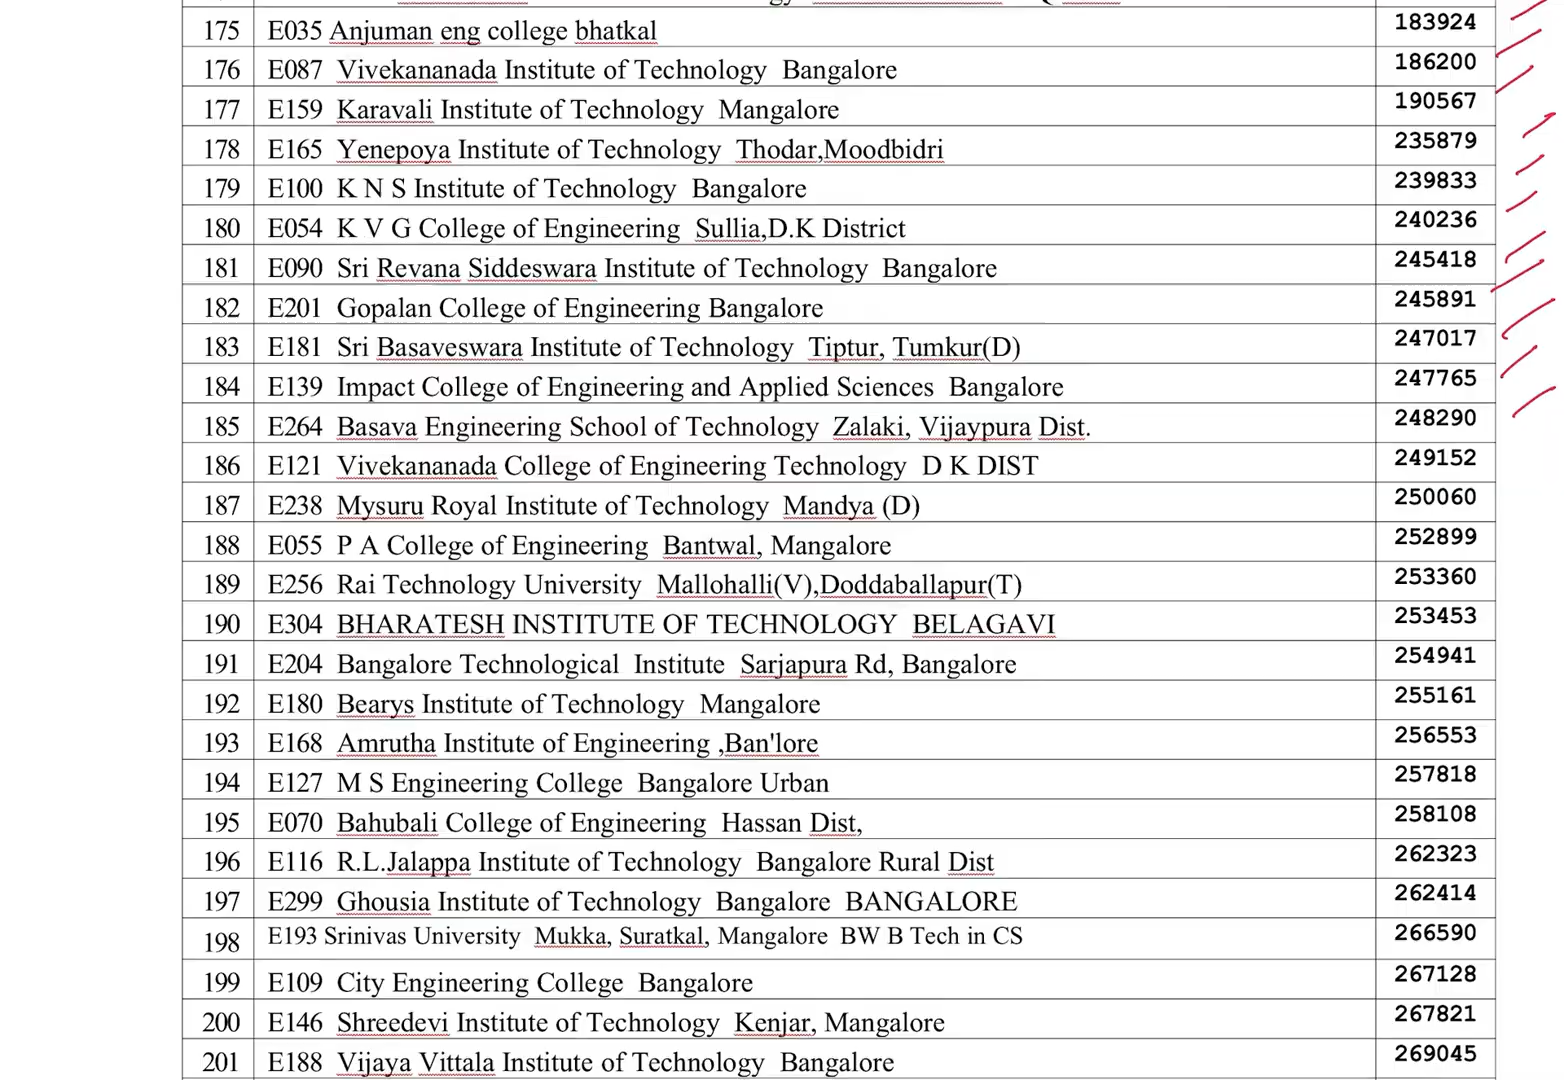 175 E035 Anjuman eng college bhatkal 183924
176 E087 Vivekananada Institute of Technology Bangalore 186200
177 E159 Karavali Institute of Technology Mangalore 190567
178 E165 Yenepoya Institute of Technology Thodar,Moodbidri 235879
179 E100 K N S Institute of Technology Bangalore 239833
180 E054 K V G College of Engineering Sullia,D.K District 240236
181 E090 Sri Revana Siddeswara Institute of Technology Bangalore 245418
182 E201 Gopalan College of Engineering Bangalore 245891
183 E181 Sri Basaveswara Institute of Technology Tiptur, Tumkur(D) 247017
184 E139 Impact College of Engineering and Applied Sciences Bangalore 247765
185 E264 Basava Engineering School of Technology Zalaki, Vijaypura Dist. 248290
186 E121 Vivekananada College of Engineering Technology D K DIST 249152
187 E238 Mysuru Royal Institute of Technology Mandya (D) 250060
188 E055 P A College of Engineering Bantwal, Mangalore 252899
189 E256 Rai Technology University Mallohalli(V),Doddaballapur(T) 253360
190 E304 BHARATESH INSTITUTE OF TECHNOLOGY BELAGAVI 253453
191 E204 Bangalore Technological Institute Sarjapura Rd, Bangalore 254941
192 E180 Bearys Institute of Technology Mangalore 255161
193 E168 Amrutha Institute of Engineering ,Ban'lore 256553
194 E127 M S Engineering College Bangalore Urban 257818
195 E070 Bahubali College of Engineering Hassan Dist, 258108
196 E116 R.L.Jalappa Institute of Technology Bangalore Rural Dist 262323
197 E299 Ghousia Institute of Technology Bangalore BANGALORE 262414
198 E193 Srinivas University Mukka, Suratkal, Mangalore BW B Tech in CS 266590
199 E109 City Engineering College Bangalore 267128
200 E146 Shreedevi Institute of Technology Kenjar, Mangalore 267821
201 E188 Vijaya Vittala Institute of Technology Bangalore 269045